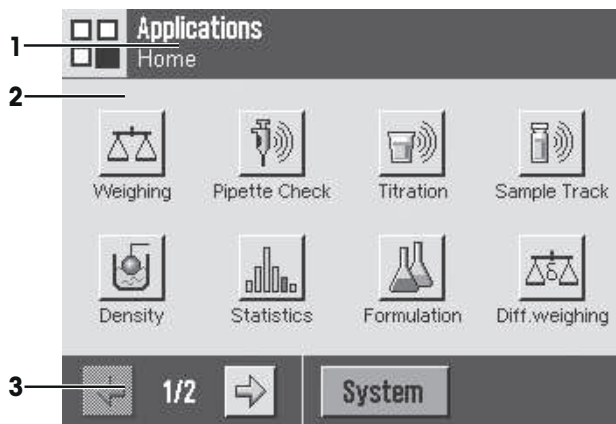 Applications
1
Home
2
Weighing
Pipette Check
Titration
Sample Track
δ
Density
Statistics
Formulation
Diff.weighing
3
1/2
System